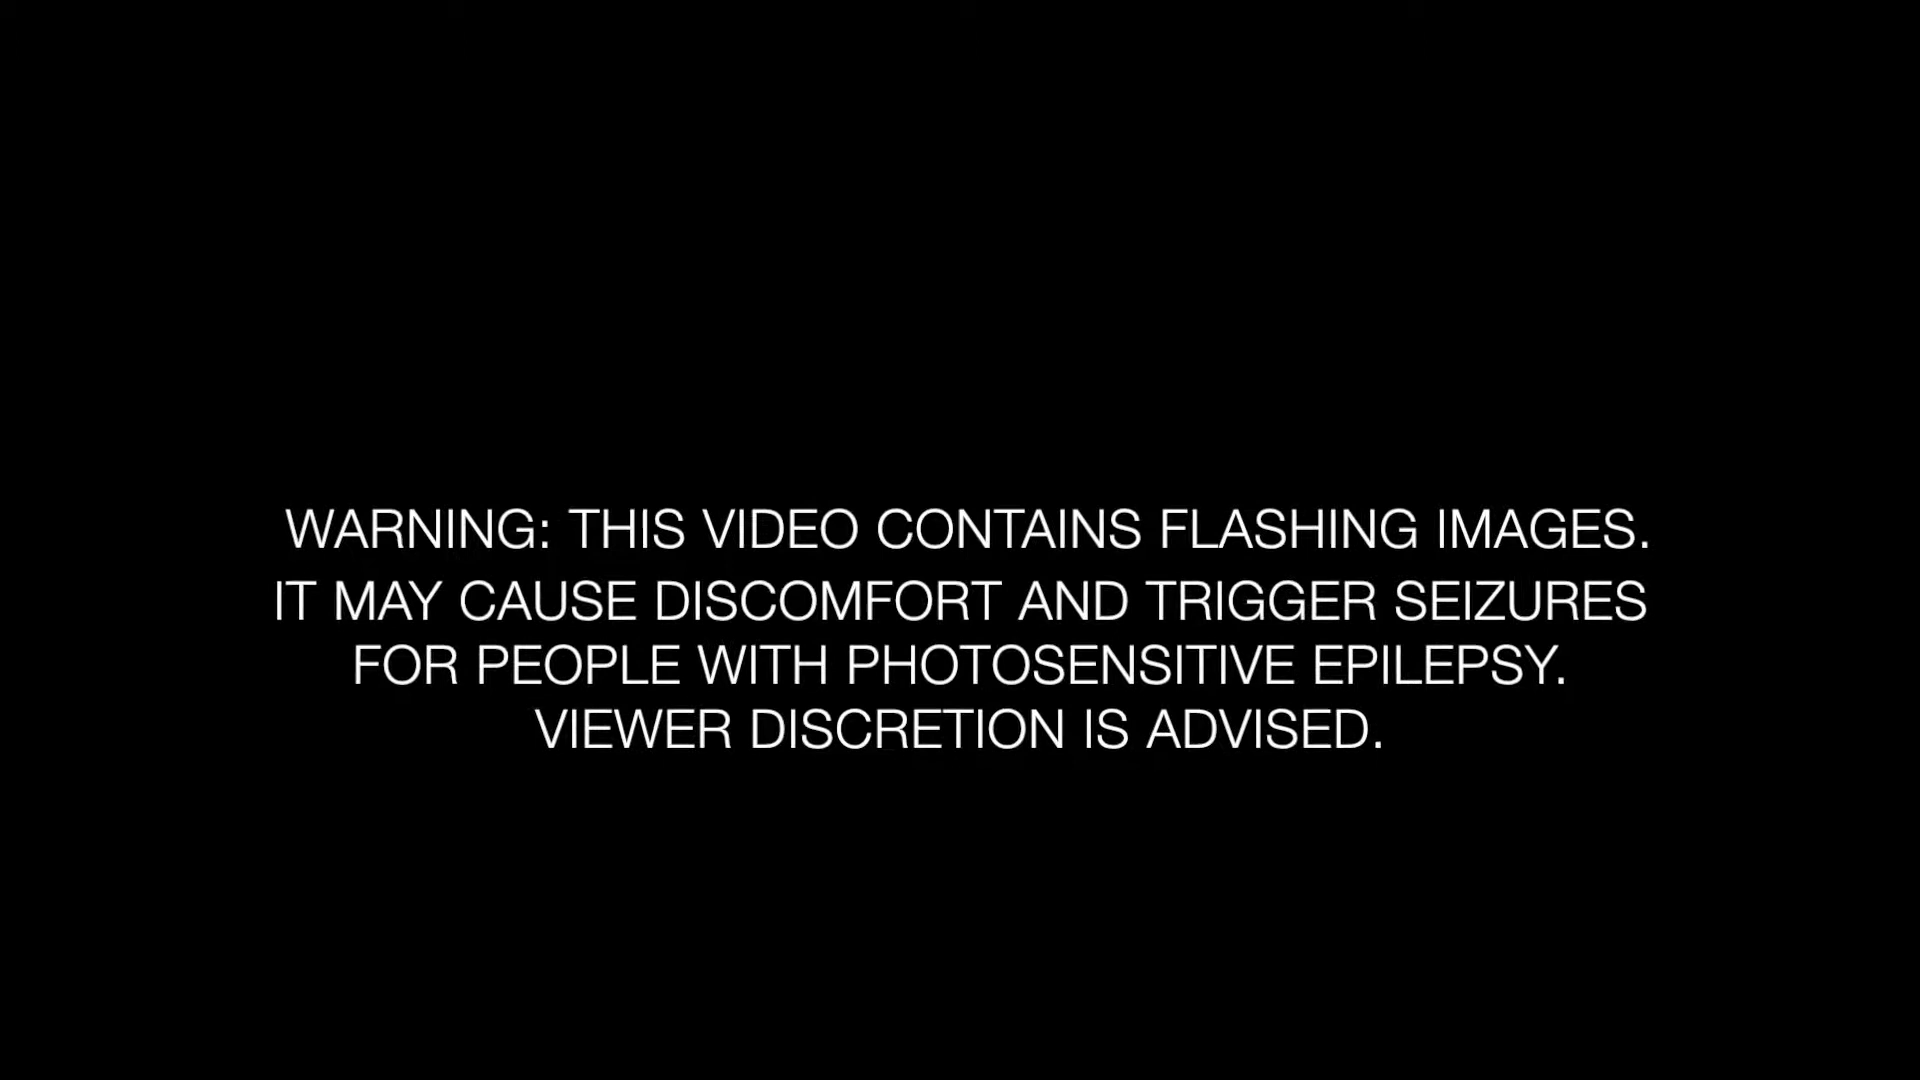 WARNING: THIS VIDEO CONTAINS FLASHING IMAGES.
IT MAY CAUSE DISCOMFORT AND TRIGGER SEIZURES
FOR PEOPLE WITH PHOTOSENSITIVE EPILEPSY.
VIEWER DISCRETION IS ADVISED.